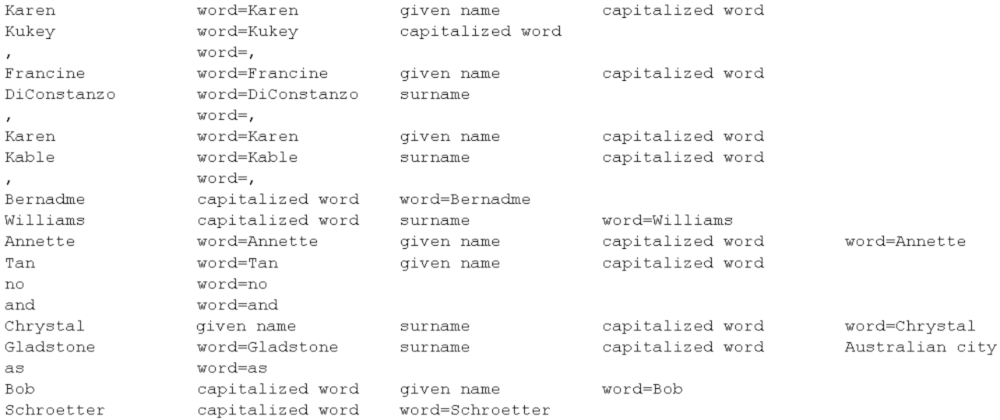 Karen word=Karen given name capitalized word
Kukey word=Kukey capitalized word
, word=,
Francine word=Francine given name capitalized word
DiConstanzo word=DiConstanzo surname
, word=,
Karen word=Karen given name capitalized word
Kable word=Kable surname capitalized word
, word=,
Bernadme capitalized word word=Bernadme
Williams capitalized word surname word=Williams
Annette word=Annette given name capitalized word word=Annette
Tan word=Tan given name capitalized word
no word=no
and word=and
Chrystal given name surname capitalized word word=Chrystal
Gladstone word=Gladstone surname capitalized word Australian city
as word=as
Bob capitalized word given name word=Bob
Schroetter capitalized word word=Schroetter